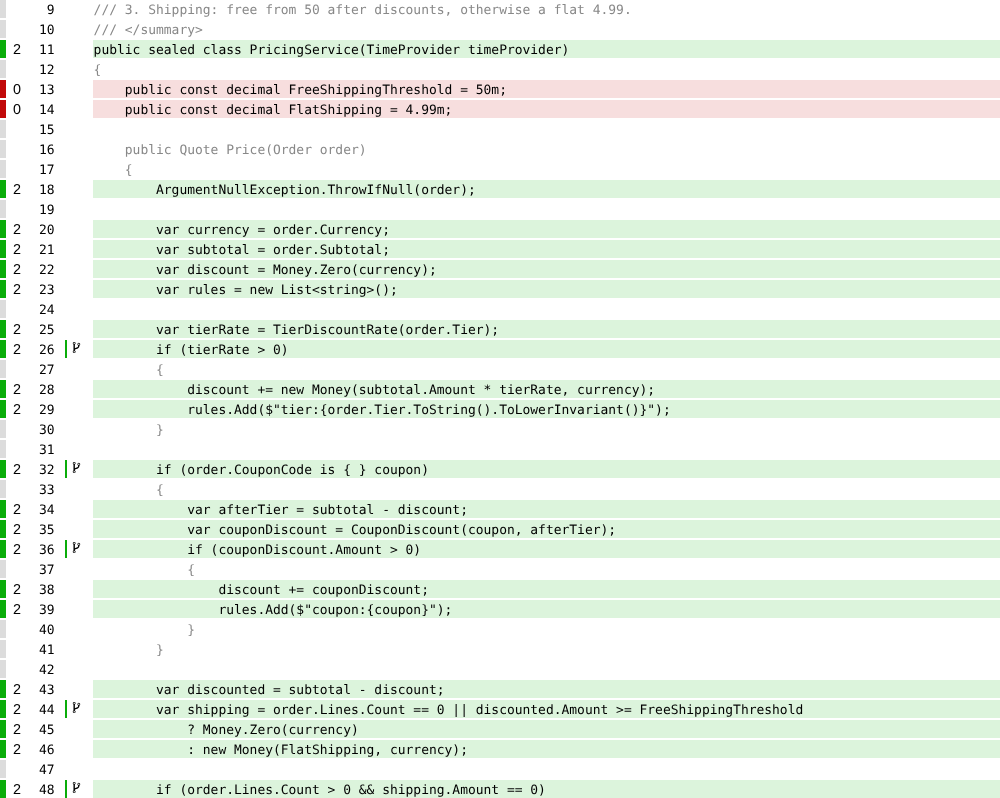 9 /// 3. Shipping: free from 50 after discounts, otherwise a flat 4.99.
10 /// </summary>
2 11 public sealed class PricingService(TimeProvider timeProvider)
12 {
0 13 public const decimal FreeShippingThreshold = 50m;
0 14 public const decimal FlatShipping = 4.99m;
15
16 public Quote Price(Order order)
17 {
2 18 ArgumentNullException.ThrowIfNull(order);
19
2 20 var currency = order.Currency;
2 21 var subtotal = order.Subtotal;
2 22 var discount = Money.Zero(currency);
2 23 var rules = new List<string>();
24
2 25 var tierRate = TierDiscountRate(order.Tier);
2 26 if (tierRate > 0)
27 {
2 28 discount += new Money(subtotal.Amount * tierRate, currency);
2 29 rules.Add($"tier:{order.Tier.ToString().ToLowerInvariant()}");
30 }
31
2 32 if (order.CouponCode is { } coupon)
33 {
2 34 var afterTier = subtotal - discount;
2 35 var couponDiscount = CouponDiscount(coupon, afterTier);
2 36 if (couponDiscount.Amount > 0)
37 {
2 38 discount += couponDiscount;
2 39 rules.Add($"coupon:{coupon}");
40 }
41 }
42
2 43 var discounted = subtotal - discount;
2 44 var shipping = order.Lines.Count == 0 || discounted.Amount >= FreeShippingThreshold
2 45 ? Money.Zero(currency)
2 46 : new Money(FlatShipping, currency);
47
2 48 if (order.Lines.Count > 0 && shipping.Amount == 0)